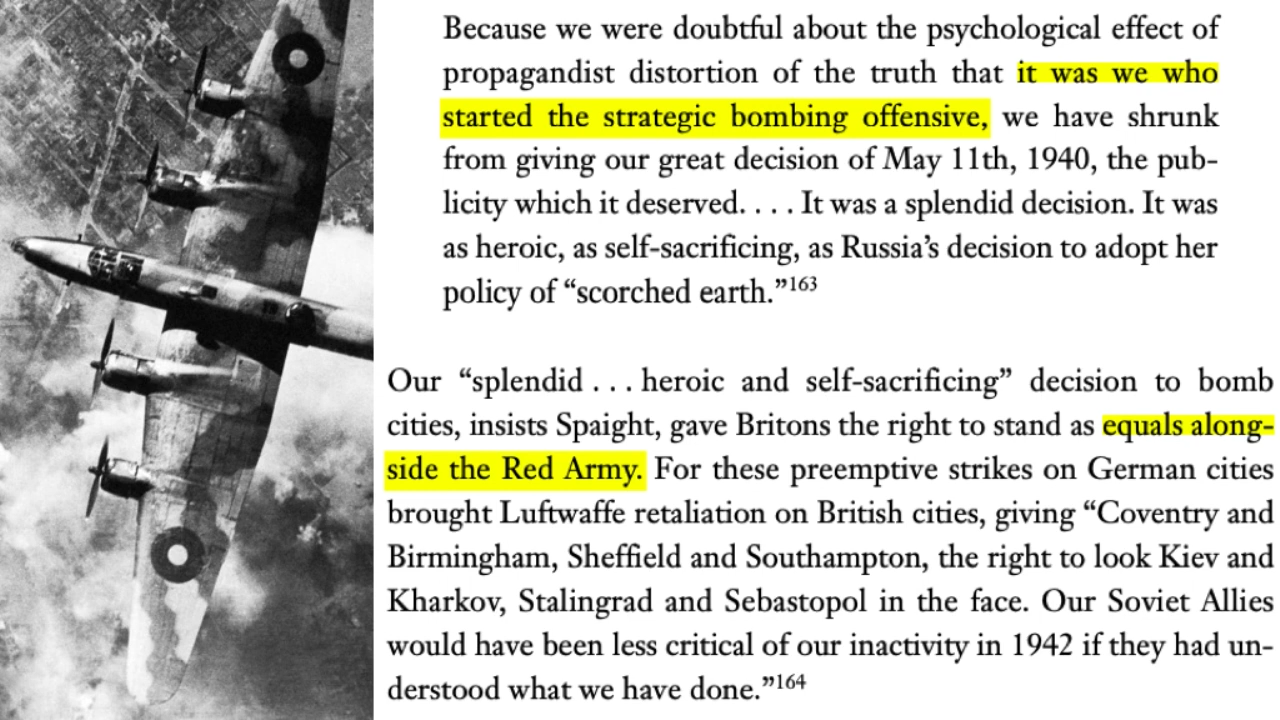 Because we were doubtful about the psychological effect of
propagandist distortion of the truth that it was we who
started the strategic bombing offensive, we have shrunk
from giving our great decision of May 11th, 1940, the pub-
licity which it deserved. . . . It was a splendid decision. It was
as heroic, as self-sacrificing, as Russia’s decision to adopt her
policy of “scorched earth.”163
Our “splendid . . . heroic and self-sacrificing” decision to bomb
cities, insists Spaight, gave Britons the right to stand as equals along-
side the Red Army. For these preemptive strikes on German cities
brought Luftwaffe retaliation on British cities, giving “Coventry and
Birmingham, Sheffield and Southampton, the right to look Kiev and
Kharkov, Stalingrad and Sebastopol in the face. Our Soviet Allies
would have been less critical of our inactivity in 1942 if they had un-
derstood what we have done.”164